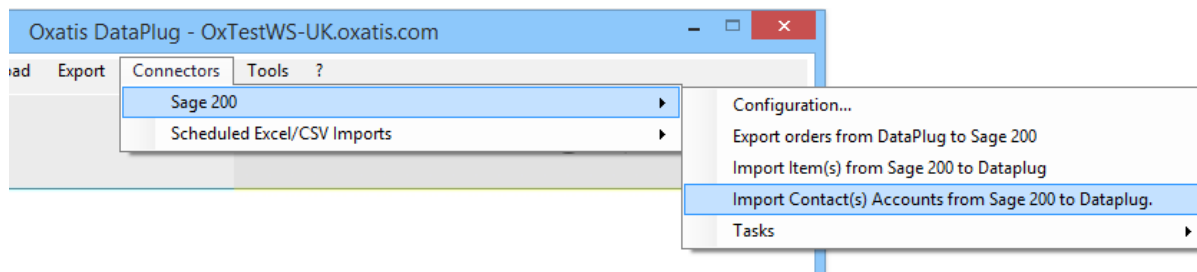 Oxatis DataPlug - OxTestWS-UK.oxatis.com
oad Export Connectors Tools ?
Sage 200
Scheduled Excel/CSV Imports
Configuration...
Export orders from DataPlug to Sage 200
Import Item(s) from Sage 200 to Dataplug
Import Contact(s) Accounts from Sage 200 to Dataplug.
Tasks